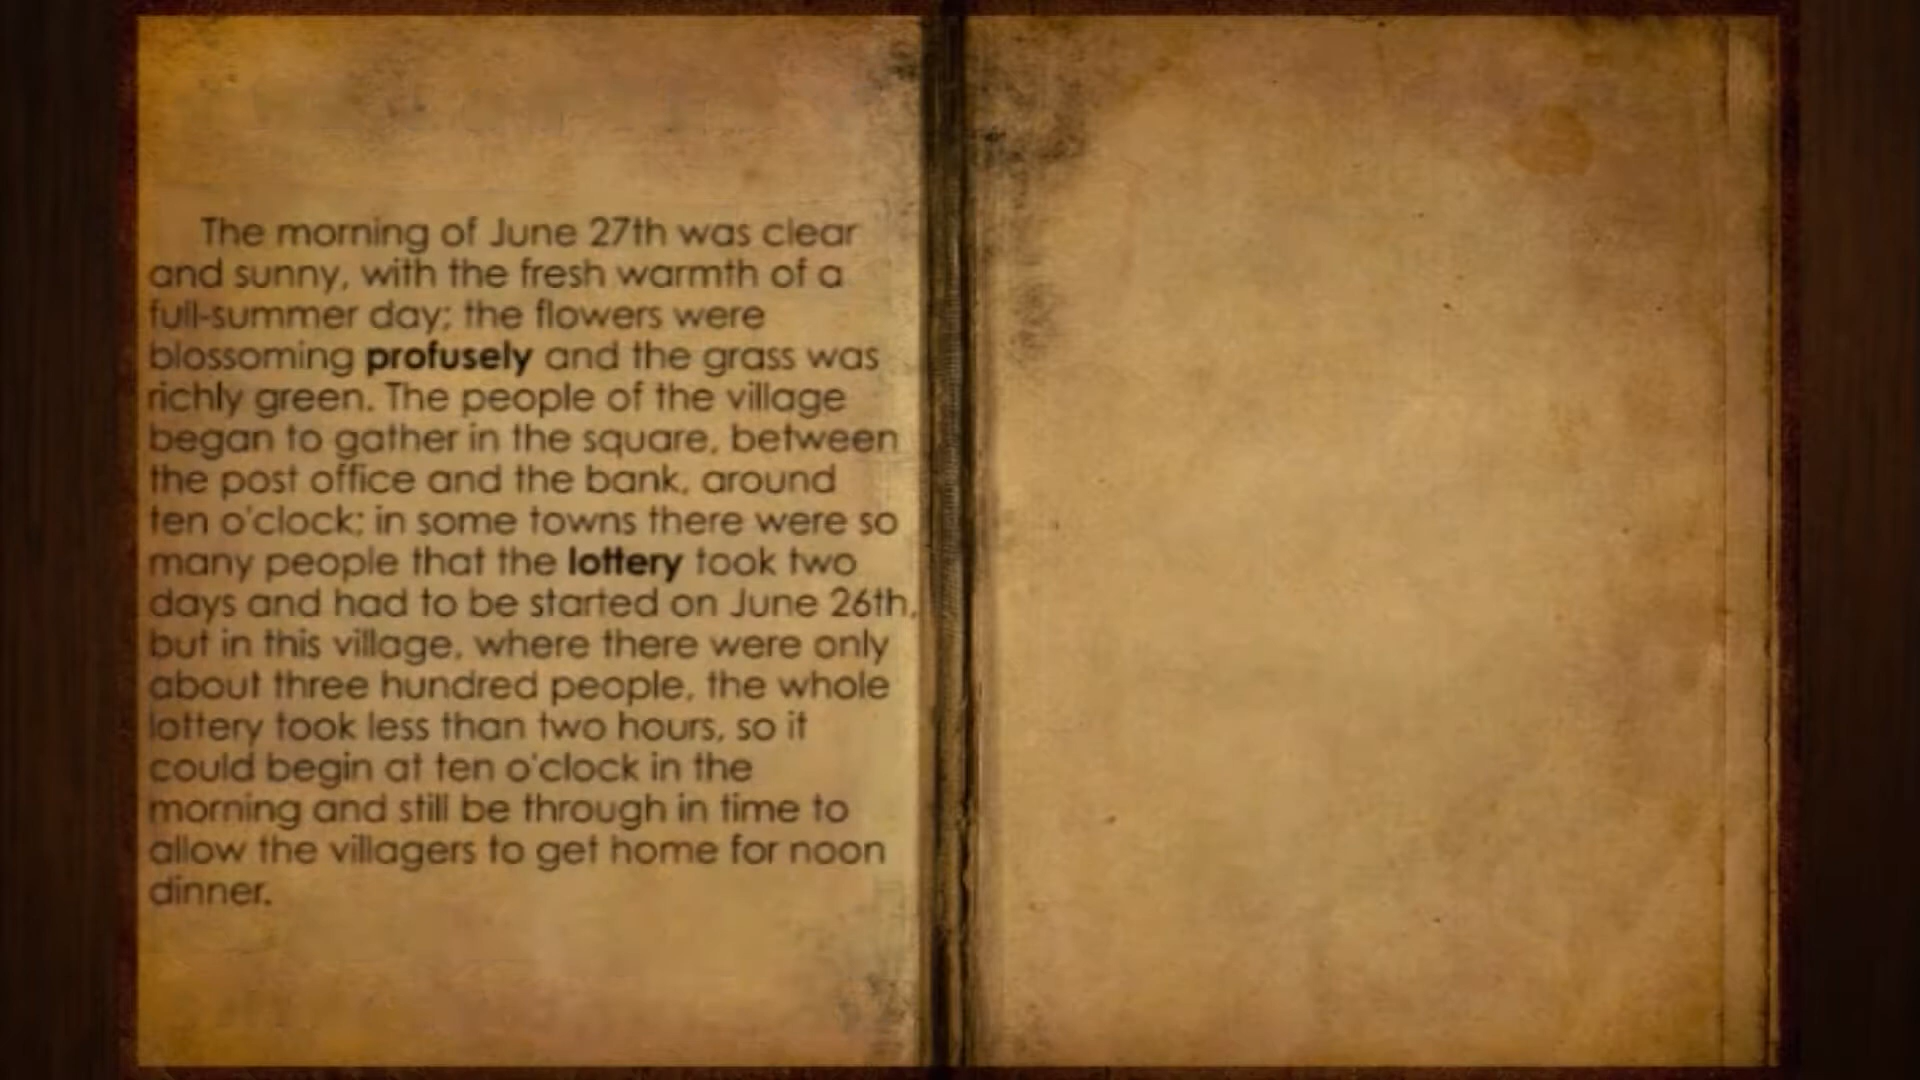 The morning of June 27th was clear
and sunny, with the fresh warmth of a
full-summer day; the flowers were
blossoming profusely and the grass was
richly green. The people of the village
began to gather in the square, between
the post office and the bank, around
ten o'clock; in some towns there were so
many people that the lottery took two
days and had to be started on June 26th,
but in this village, where there were only
about three hundred people, the whole
lottery took less than two hours, so it
could begin at ten o'clock in the
morning and still be through in time to
allow the villagers to get home for noon
dinner.